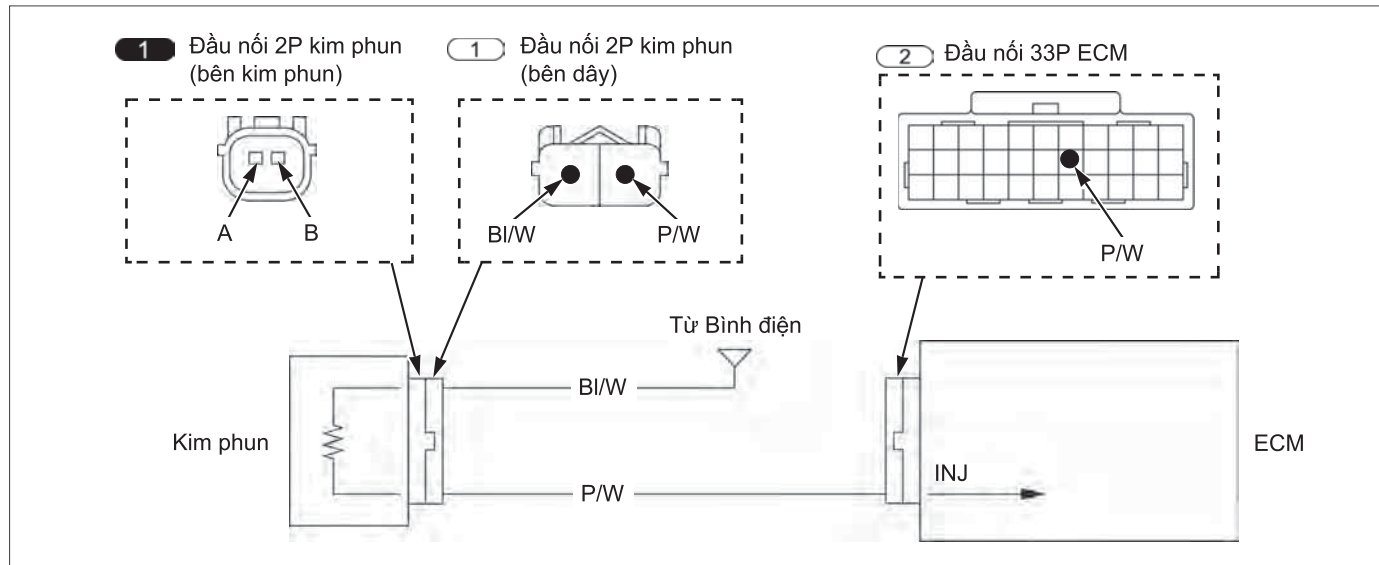 1 Đầu nối 2P kim phun
(bên kim phun)
1 Đầu nối 2P kim phun
(bên dây)
2 Đầu nối 33P ECM
A B
Bl/W P/W
P/W
Từ Bình điện
Bl/W
Kim phun
ECM
INJ
P/W